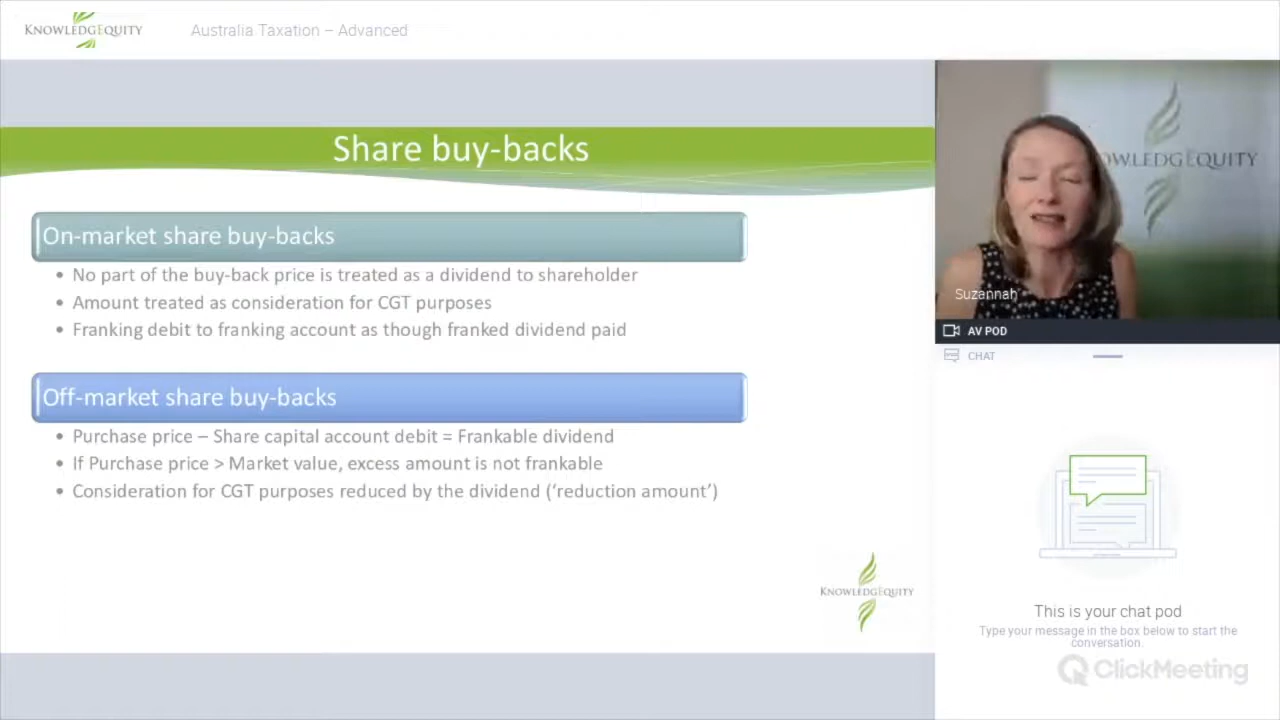 KNOWLEDGEQUITY
Australia Taxation – Advanced
Share buy-backs
On-market share buy-backs
• No part of the buy-back price is treated as a dividend to shareholder
• Amount treated as consideration for CGT purposes
• Franking debit to franking account as though franked dividend paid
Off-market share buy-backs
• Purchase price – Share capital account debit = Frankable dividend
• If Purchase price > Market value, excess amount is not frankable
• Consideration for CGT purposes reduced by the dividend (‘reduction amount’)
KNOWLEDGEQUITY
OWLEDGEQUITY
Suzannah
AV POD
CHAT
This is your chat pod
Type your message in the box below to start the
conversation.
ClickMeeting